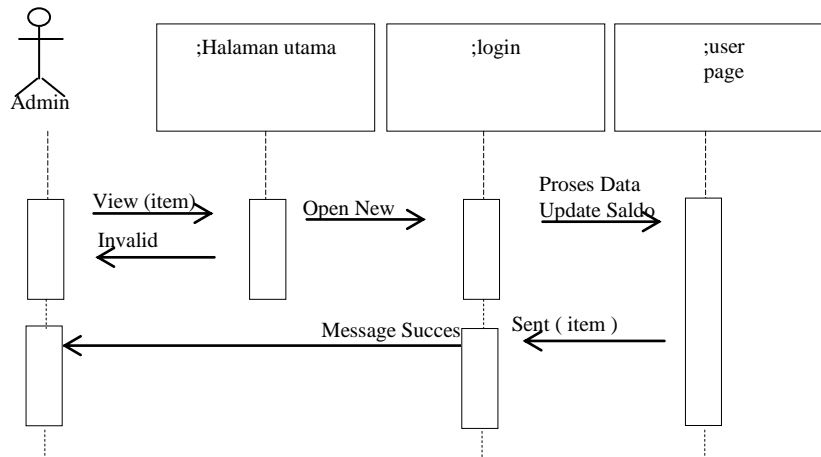 Admin
;Halaman utama
;login
;user
page
View (item)
Open New
Proses Data
Update Saldo
Invalid
Message Succes
Sent ( item )